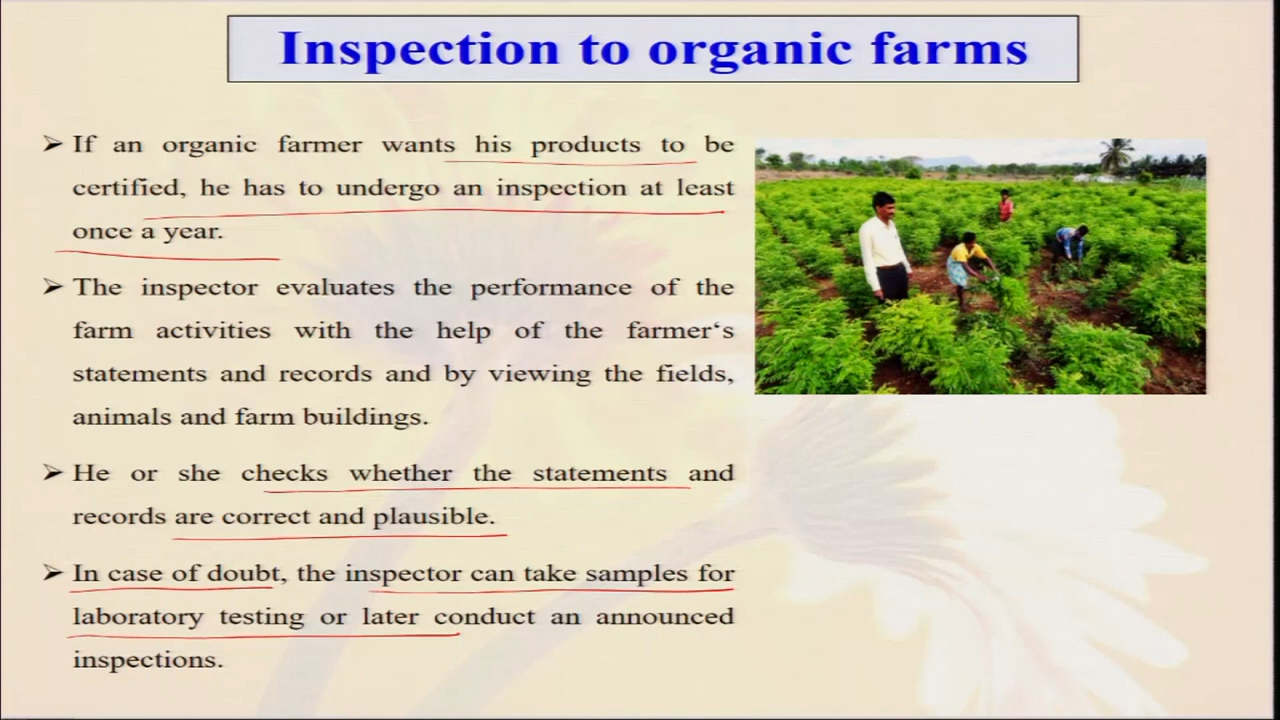 Inspection to organic farms
➢ If an organic farmer wants his products to be
certified, he has to undergo an inspection at least
once a year.
➢ The inspector evaluates the performance of the
farm activities with the help of the farmer‘s
statements and records and by viewing the fields,
animals and farm buildings.
➢ He or she checks whether the statements and
records are correct and plausible.
➢ In case of doubt, the inspector can take samples for
laboratory testing or later conduct an announced
inspections.